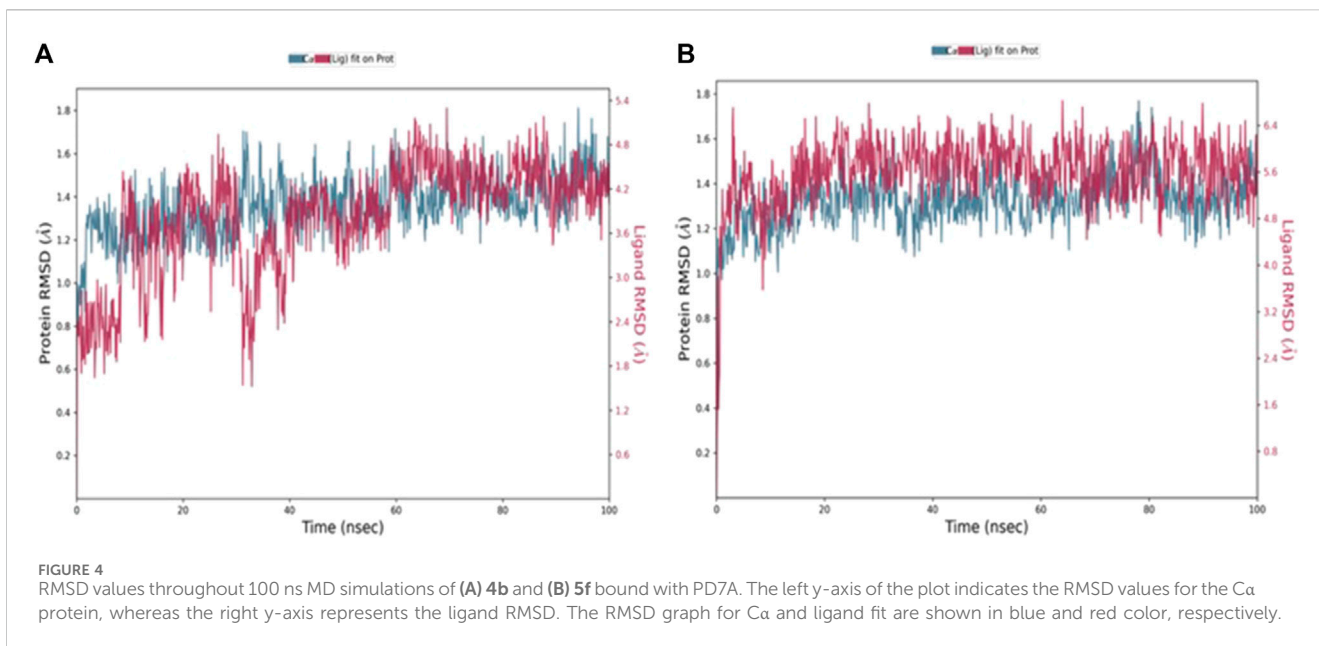 A
Cα (Lig) fit on Prot
Protein RMSD (Å)
1.8
1.6
1.4
1.2
1.0
0.8
0.6
0.4
0.2
5.4
4.8
4.2
3.6
3.0
2.4
1.8
1.2
0.6
Ligand RMSD (Å)
0 20 40 60 80 100
Time (nsec)
B
Cα (Lig) fit on Prot
Protein RMSD (Å)
1.8
1.6
1.4
1.2
1.0
0.8
0.6
0.4
0.2
6.4
5.6
4.8
4.0
3.2
2.4
1.6
0.8
Ligand RMSD (Å)
0 20 40 60 80 100
Time (nsec)
FIGURE 4
RMSD values throughout 100 ns MD simulations of (A) 4b and (B) 5f bound with PD7A. The left y-axis of the plot indicates the RMSD values for the Cα
protein, whereas the right y-axis represents the ligand RMSD. The RMSD graph for Cα and ligand fit are shown in blue and red color, respectively.